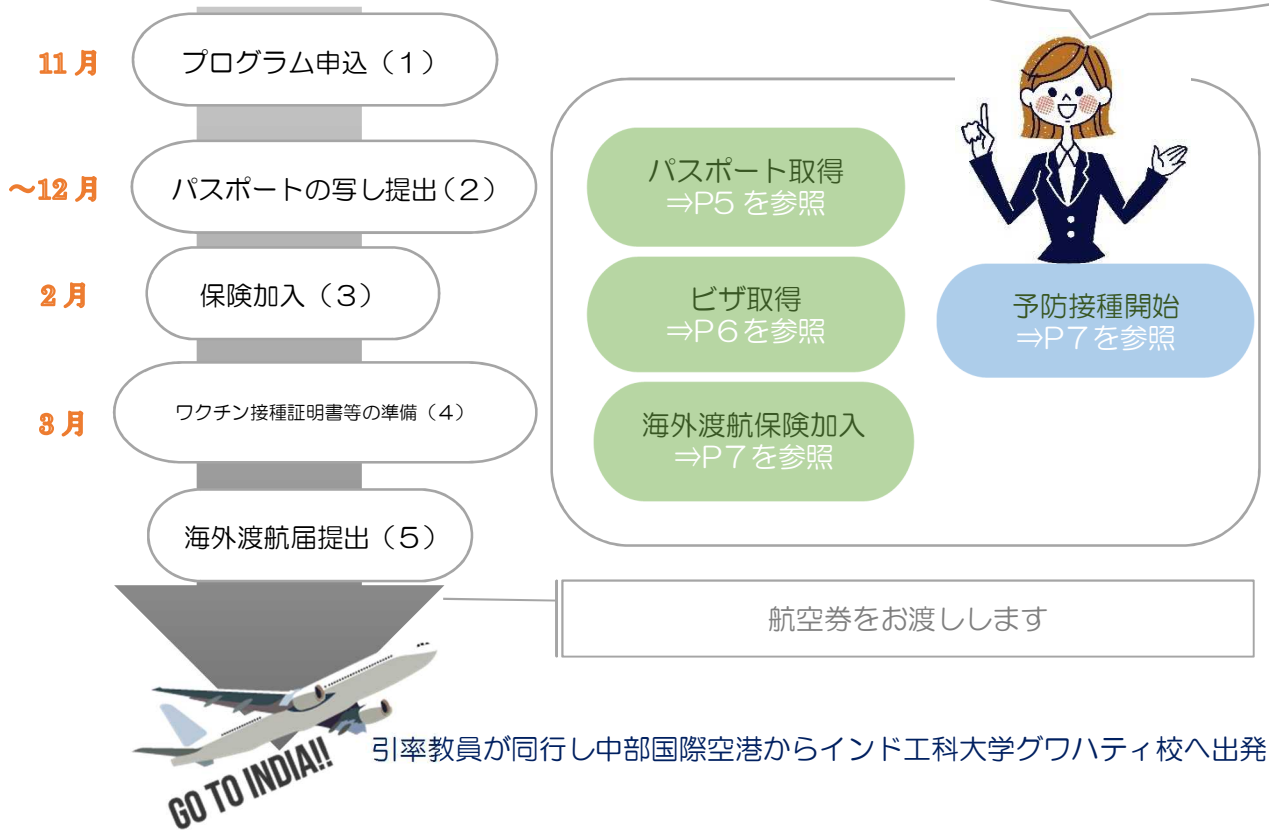 11月
プログラム申込（１）
～12月
パスポートの写し提出（２）
2月
保険加入（３）
3月
ワクチン接種証明書等の準備（４）
海外渡航届提出（５）
パスポート取得
⇒P５を参照
ビザ取得
⇒P６を参照
海外渡航保険加入
⇒P７を参照
予防接種開始
⇒P７を参照
航空券をお渡しします
GO TO INDIA!!
引率教員が同行し中部国際空港からインド工科大学グワハティ校へ出発